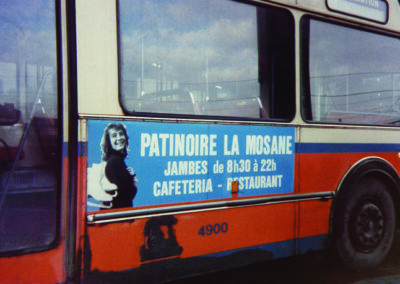 PATINOIRE LA MOSANE
JAMBES de 8h30 à 22h
CAFETERIA - RESTAURANT
4900